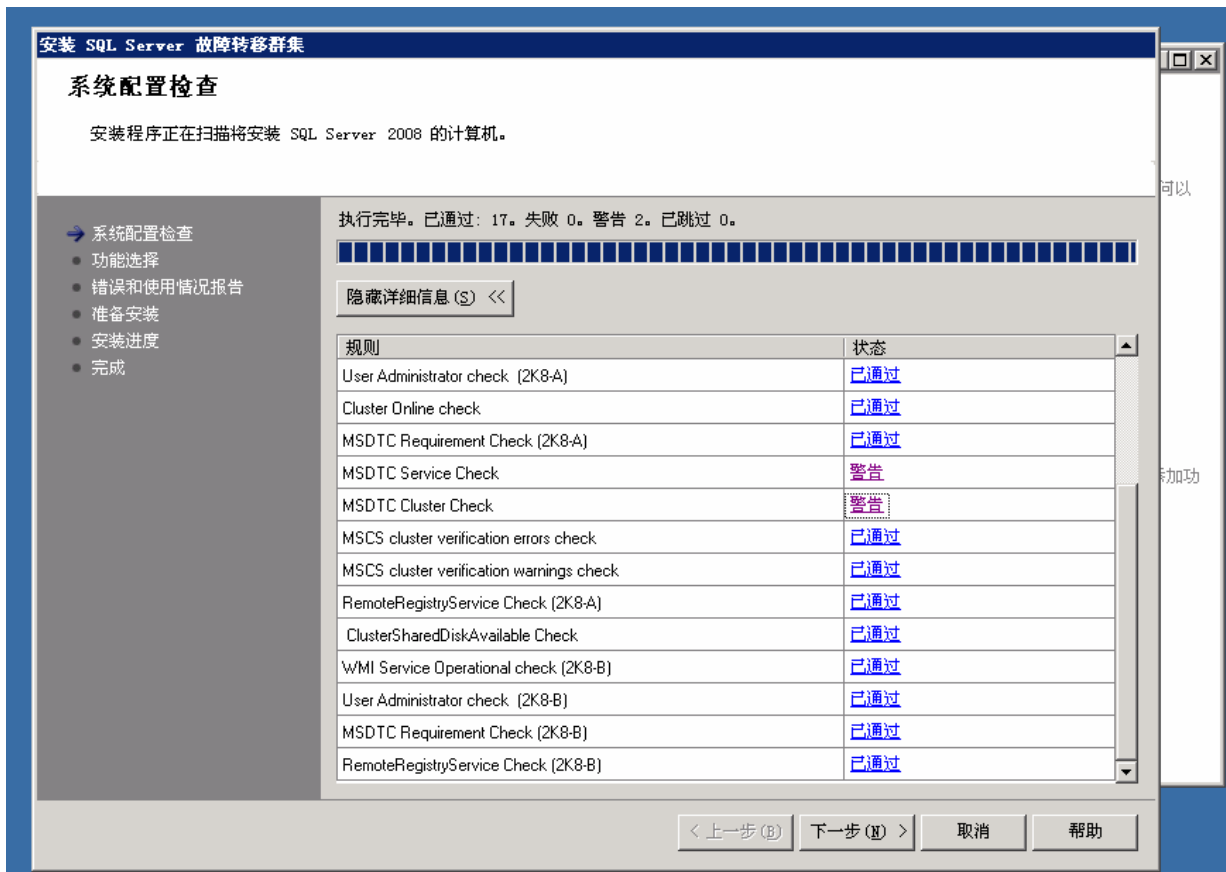 安装 SQL Server 故障转移群集
系统配置检查
安装程序正在扫描将安装 SQL Server 2008 的计算机。
何可以
系统配置检查
功能选择
错误和使用情况报告
准备安装
安装进度
完成
执行完毕。已通过: 17。失败 0。警告 2。已跳过 0。
隐藏详细信息(S) <<
规则 状态
User Administrator check (2K8-A) 已通过
Cluster Online check 已通过
MSDTC Requirement Check (2K8-A) 已通过
MSDTC Service Check 警告
MSDTC Cluster Check 警告
MSCS cluster verification errors check 已通过
MSCS cluster verification warnings check 已通过
RemoteRegistryService Check (2K8-A) 已通过
ClusterSharedDiskAvailable Check 已通过
WMI Service Operational check (2K8-B) 已通过
User Administrator check (2K8-B) 已通过
MSDTC Requirement Check (2K8-B) 已通过
RemoteRegistryService Check (2K8-B) 已通过
加功
< 上一步(B) 下一步(N) > 取消 帮助